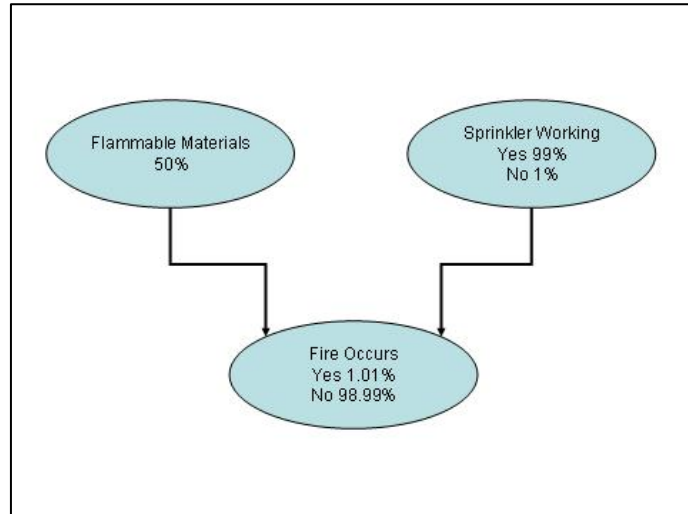 Flammable Materials
50%
Sprinkler Working
Yes 99%
No 1%
Fire Occurs
Yes 1.01%
No 98.99%